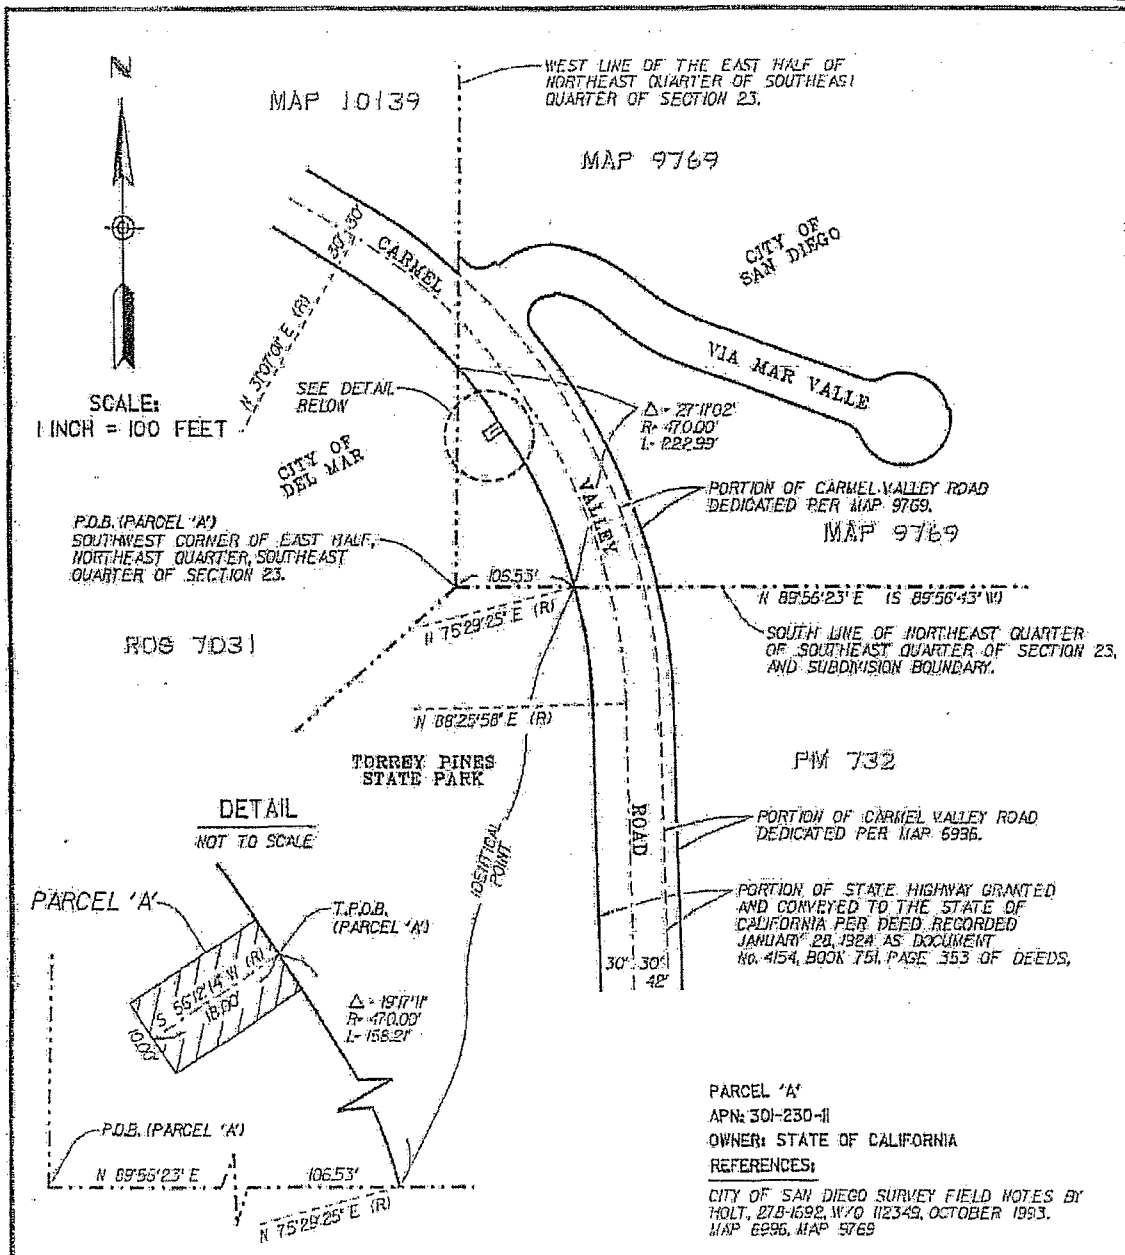 N
WEST LINE OF THE EAST HALF OF
NORTHEAST QUARTER OF SOUTHEAST
QUARTER OF SECTION 23.
MAP 10139
MAP 9769
CITY OF
SAN DIEGO
30' 30'
CARMEL
N 31°07'01" E (R)
VIA MAR VALLE
SCALE:
1 INCH = 100 FEET
SEE DETAIL
BELOW
Δ = 27°11'02"
R= 470.00'
L= 222.99'
CITY OF
DEL MAR
VALLEY
PORTION OF CARMEL VALLEY ROAD
DEDICATED PER MAP 9769.
MAP 9769
P.O.B. (PARCEL 'A')
SOUTHWEST CORNER OF EAST HALF,
NORTHEAST QUARTER, SOUTHEAST
QUARTER OF SECTION 23.
106.53'
N 89°56'23" E (S 89°56'43" W)
N 75°29'25" E (R)
ROS 7031
SOUTH LINE OF NORTHEAST QUARTER
OF SOUTHEAST QUARTER OF SECTION 23,
AND SUBDIVISION BOUNDARY.
N 88°25'58" E (R)
TORREY PINES
STATE PARK
PM 732
DETAIL
NOT TO SCALE
ROAD
PORTION OF CARMEL VALLEY ROAD
DEDICATED PER MAP 6996.
IDENTICAL
POINT
PARCEL 'A'
T.P.O.B.
(PARCEL 'A')
PORTION OF STATE HIGHWAY GRANTED
AND CONVEYED TO THE STATE OF
CALIFORNIA PER DEED RECORDED
JANUARY 28, 1924 AS DOCUMENT
No. 4154, BOOK 751, PAGE 353 OF DEEDS,
S 56°12'14" W (R)
18.00'
10.00'
30' 30'
42'
Δ = 19°17'11"
R= 470.00'
L= 158.21'
P.O.B. (PARCEL 'A')
N 89°56'23" E
106.53'
N 75°29'25" E (R)
PARCEL 'A'
APN: 301-230-11
OWNER: STATE OF CALIFORNIA
REFERENCES:
CITY OF SAN DIEGO SURVEY FIELD NOTES BY
HOLT, 278-1692, W/O 112349, OCTOBER 1993.
MAP 6996, MAP 9769